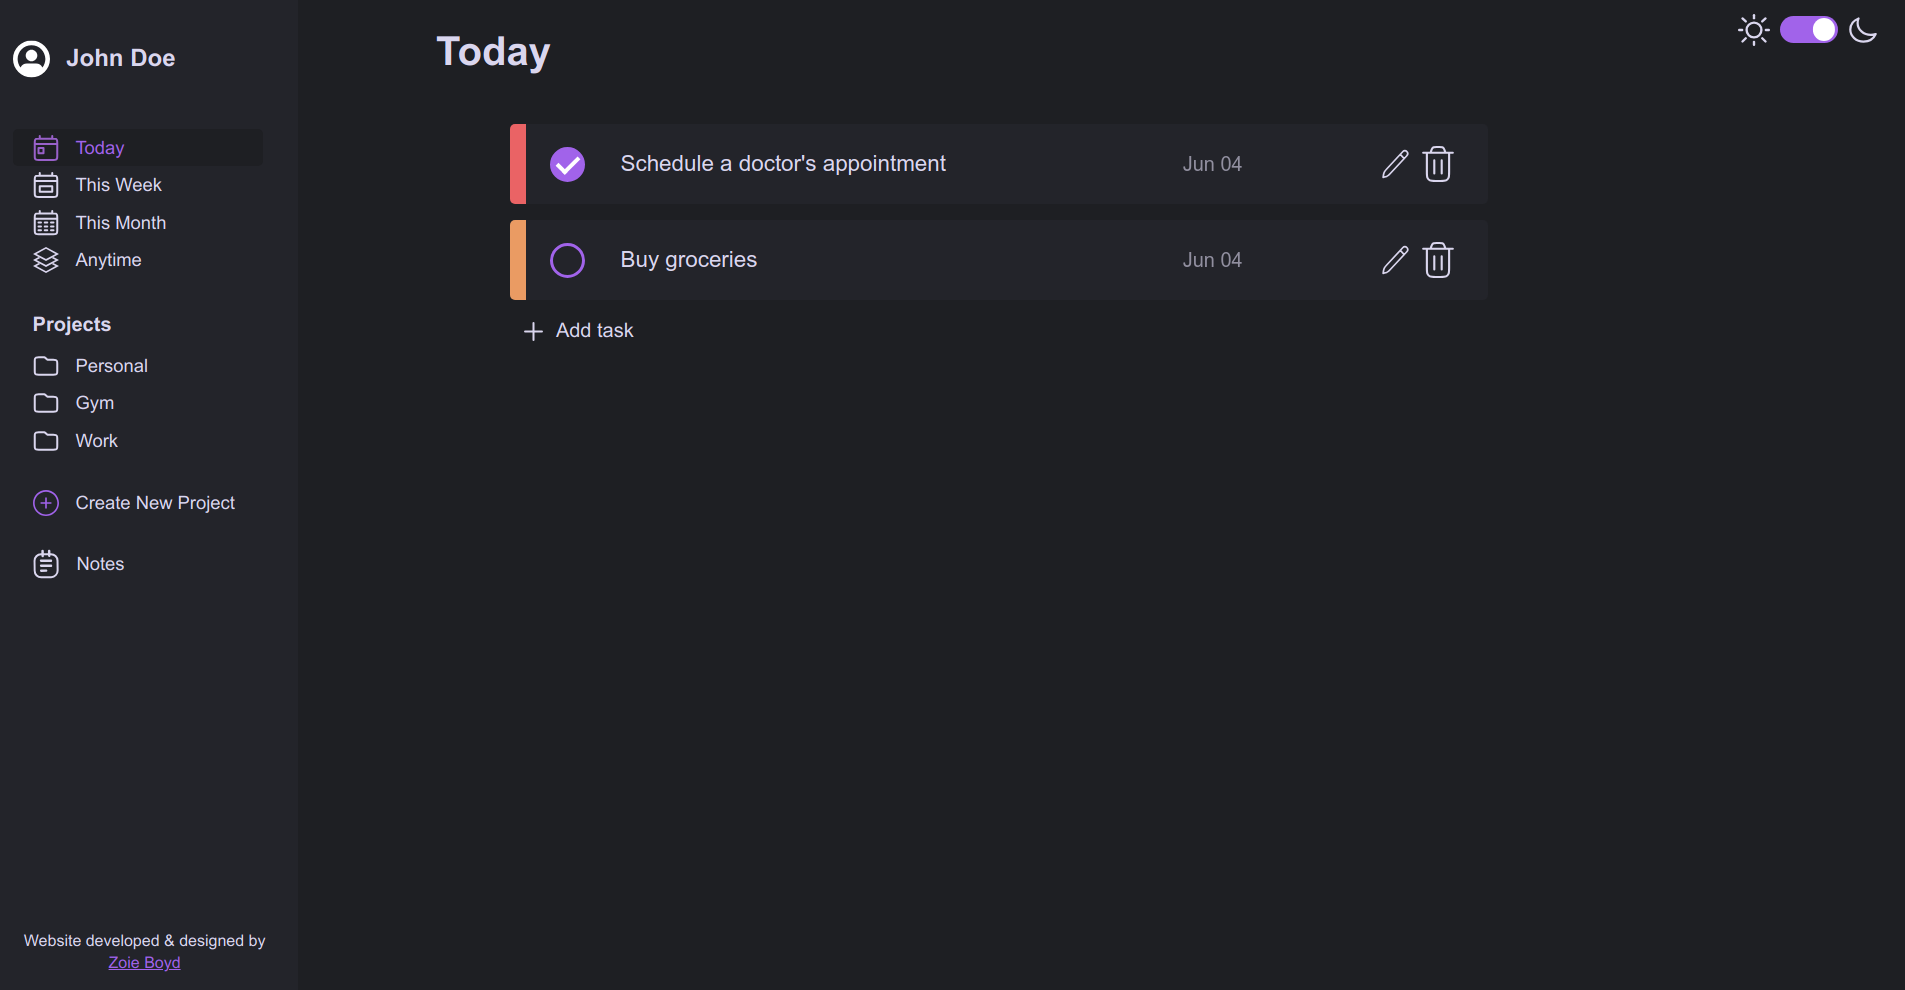 John Doe
Today
This Week
This Month
Anytime
Projects
Personal
Gym
Work
Create New Project
Notes
Website developed & designed by
Zoie Boyd
Today
Schedule a doctor's appointment Jun 04
Buy groceries Jun 04
Add task